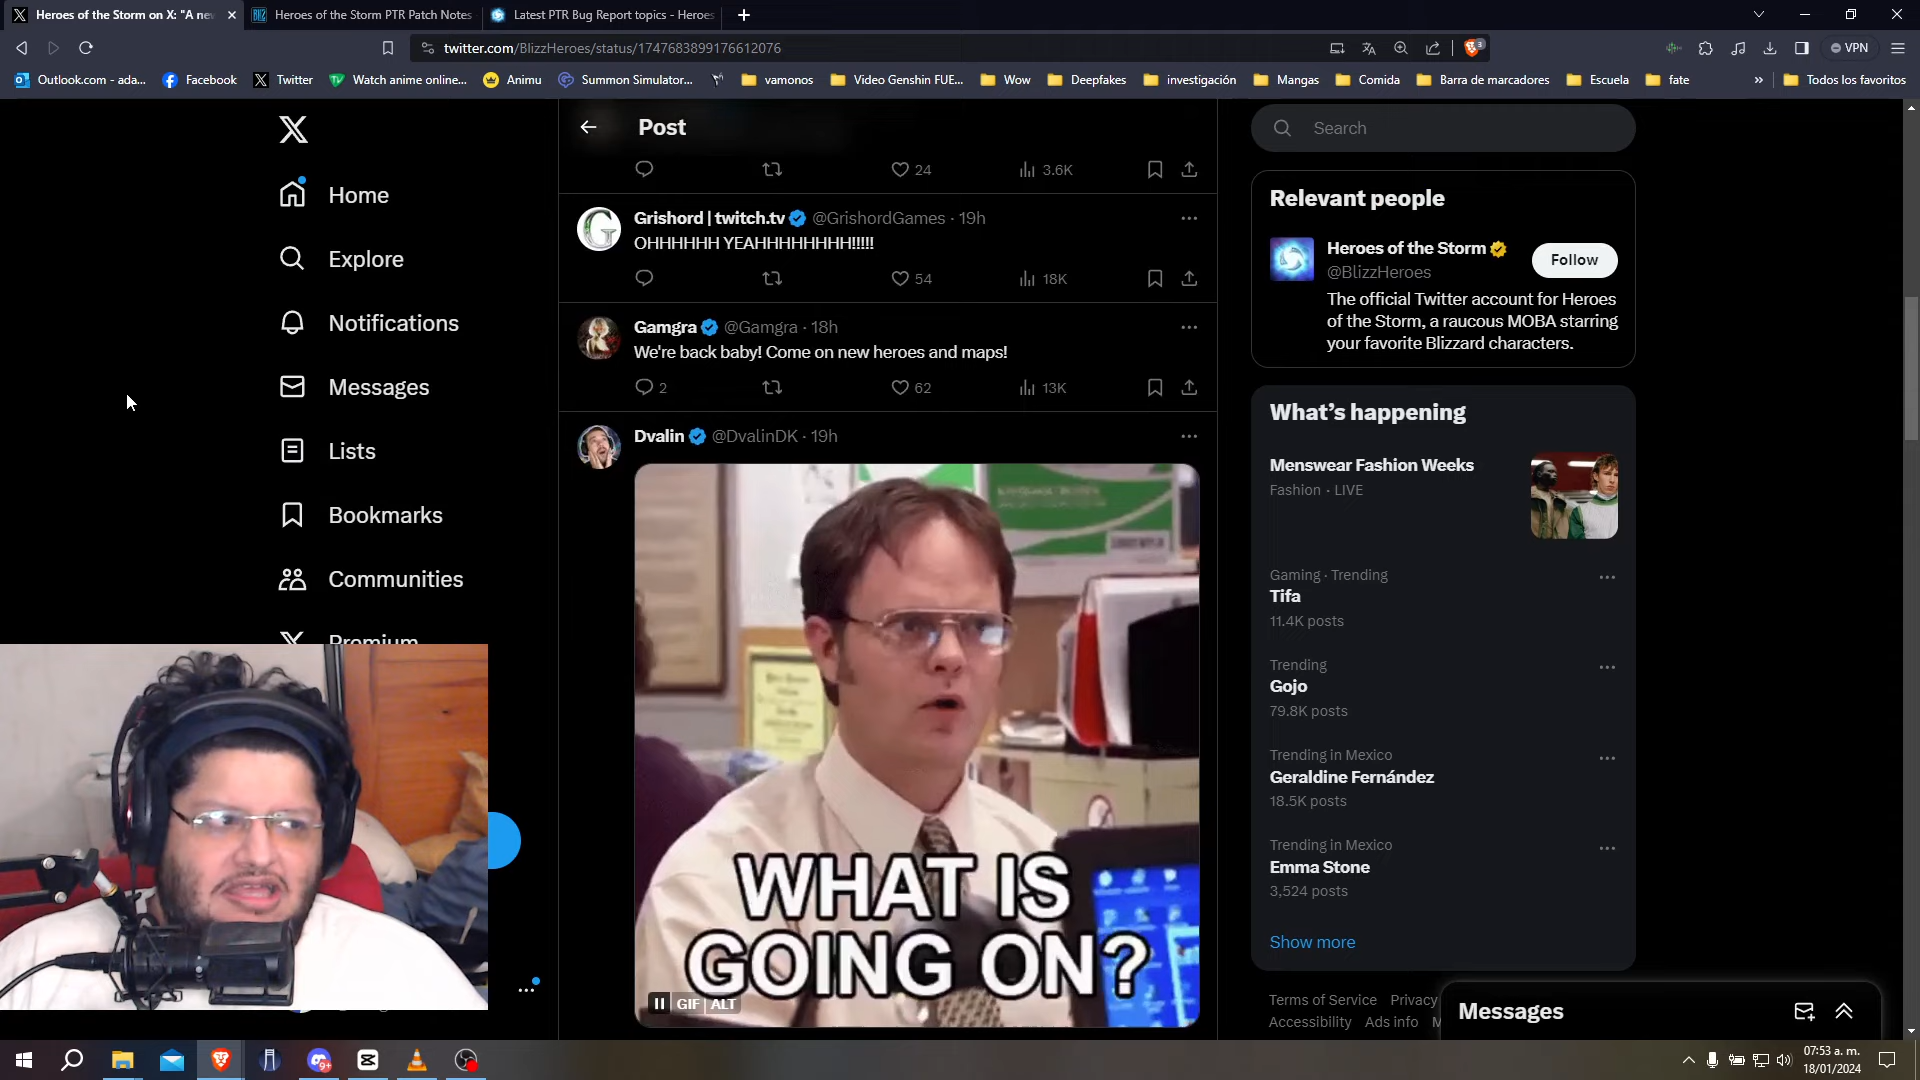 Heroes of the Storm on X: "A ne
Heroes of the Storm PTR Patch Notes
Latest PTR Bug Report topics - Heroes
twitter.com/BlizzHeroes/status/1747683899176612076
VPN
Outlook.com - ada...
Facebook
Twitter
Watch anime online...
Animu
Summon Simulator...
vamonos
Video Genshin FUE...
Wow
Deepfakes
investigación
Mangas
Comida
Barra de marcadores
Escuela
fate
Todos los favoritos
Home
Explore
Notifications
Messages
Lists
Bookmarks
Communities
Premium
Post
24
3.6K
Grishord | twitch.tv @GrishordGames · 19h
OHHHHHH YEAHHHHHHHH!!!!!
54
18K
Gamgra @Gamgra · 18h
We're back baby! Come on new heroes and maps!
2
62
13K
Dvalin @DvalinDK · 19h
WHAT IS
GOING ON?
GIF ALT
Search
Relevant people
Heroes of the Storm
@BlizzHeroes
Follow
The official Twitter account for Heroes
of the Storm, a raucous MOBA starring
your favorite Blizzard characters.
What's happening
Menswear Fashion Weeks
Fashion · LIVE
Gaming · Trending
Tifa
11.4K posts
Trending
Gojo
79.8K posts
Trending in Mexico
Geraldine Fernández
18.5K posts
Trending in Mexico
Emma Stone
3,524 posts
Show more
Terms of Service Privacy
Accessibility Ads info
Messages
07:53 a. m.
18/01/2024